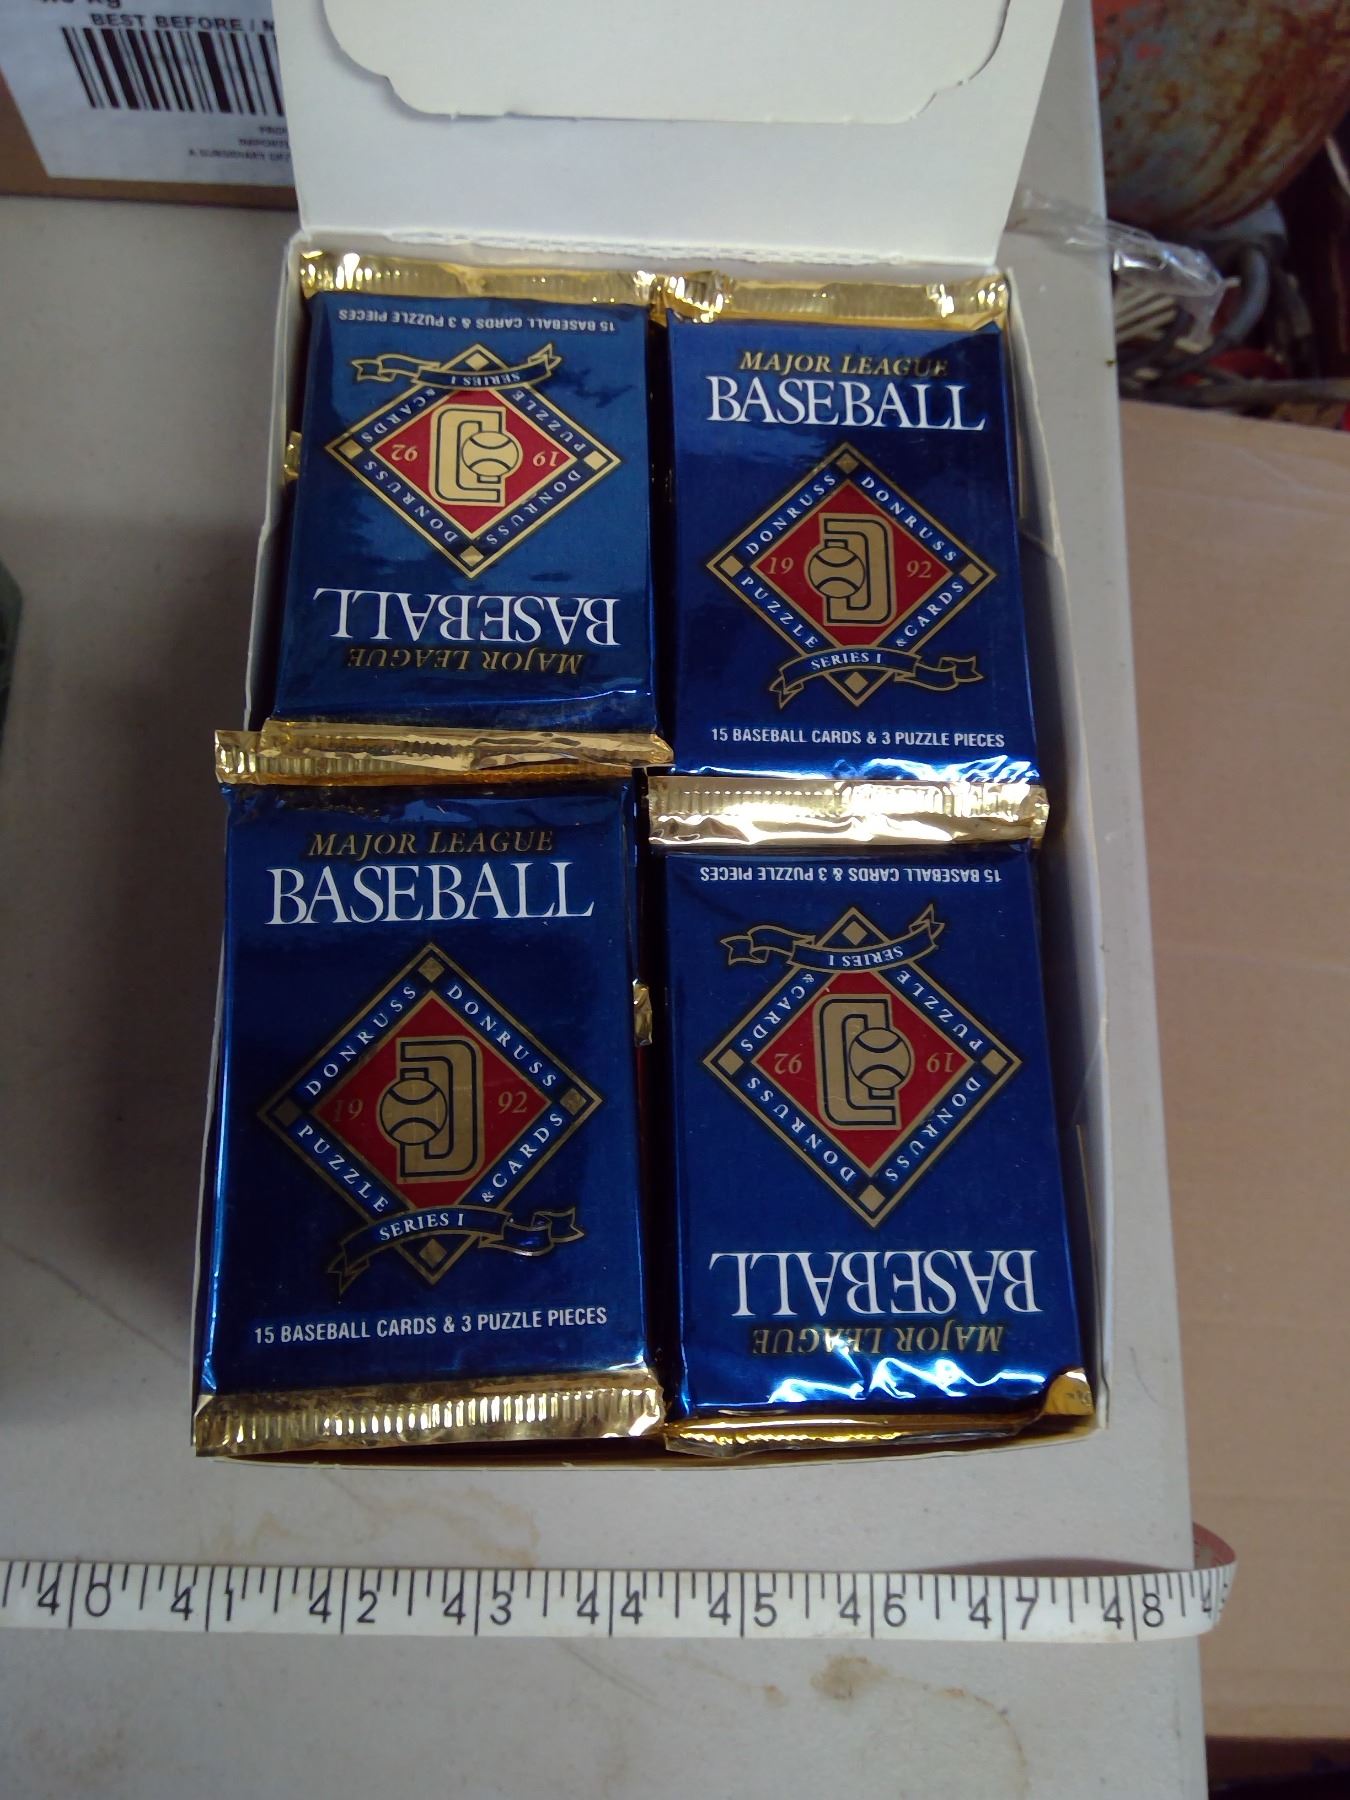 BEST BEFORE /
A SUBSIDIARY OF
15 BASEBALL CARDS & 3 PUZZLE PIECES
SERIES I
DONRUSS DONRUSS
PUZZLE & CARDS
19 92
MAJOR LEAGUE
BASEBALL
MAJOR LEAGUE
BASEBALL
DONRUSS DONRUSS
19 92
PUZZLE & CARDS
SERIES I
15 BASEBALL CARDS & 3 PUZZLE PIECES
MAJOR LEAGUE
BASEBALL
DONRUSS DONRUSS
19 92
PUZZLE & CARDS
SERIES I
15 BASEBALL CARDS & 3 PUZZLE PIECES
15 BASEBALL CARDS & 3 PUZZLE PIECES
SERIES I
PUZZLE & CARDS
19 92
DONRUSS DONRUSS
BASEBALL
MAJOR LEAGUE
40 41 42 43 44 45 46 47 48